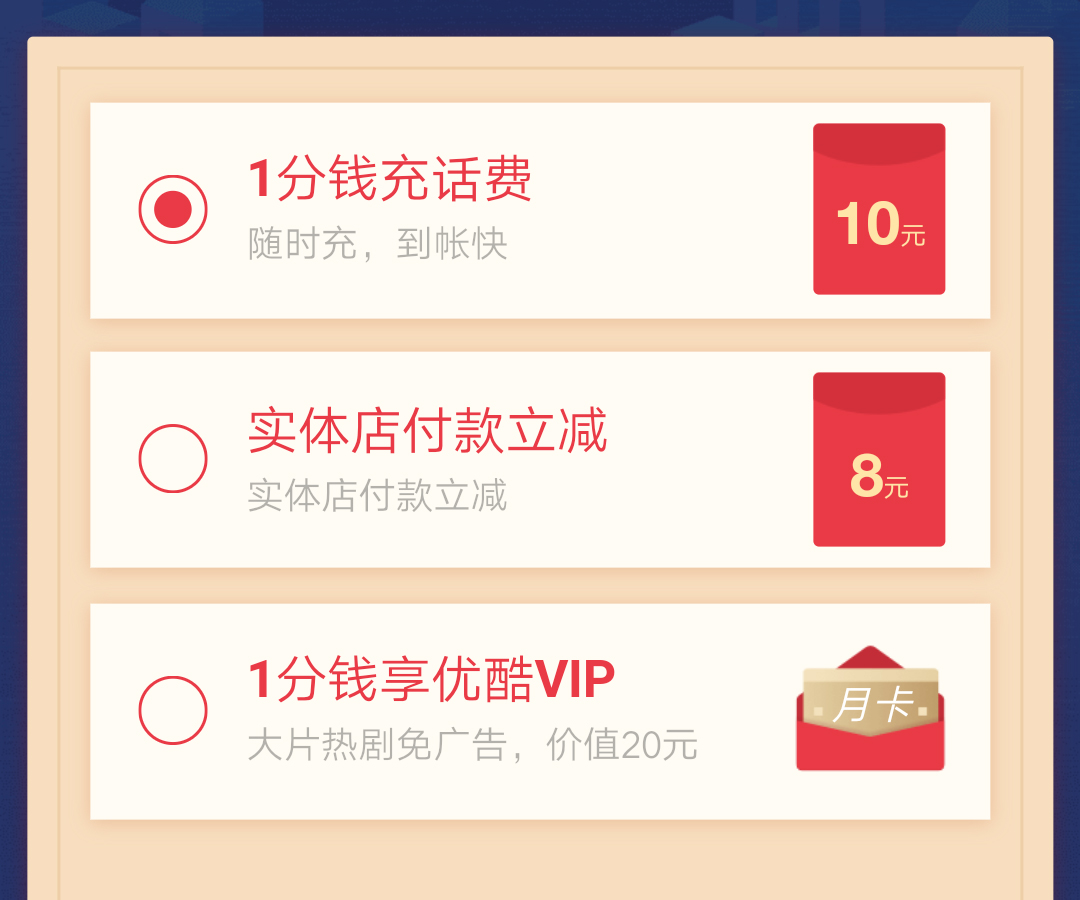 1分钱充话费
随时充，到帐快
10元
实体店付款立减
实体店付款立减
8元
1分钱享优酷VIP
大片热剧免广告，价值20元
月卡